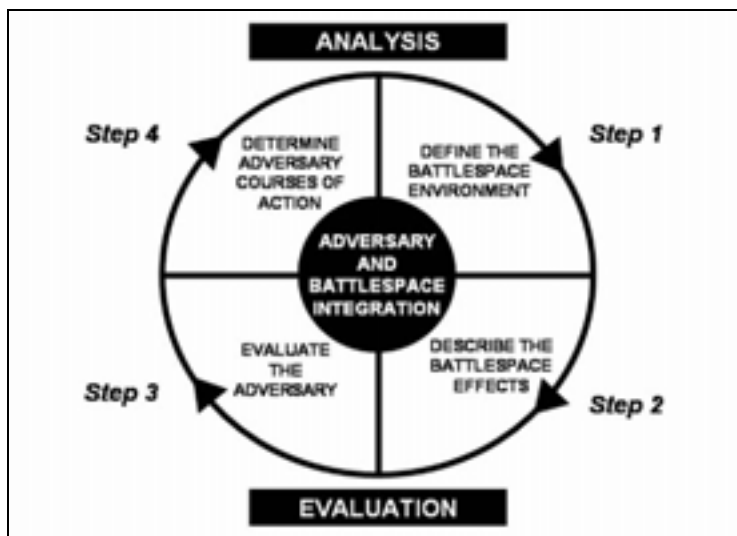 ANALYSIS
Step 4
Step 1
DETERMINE
ADVERSARY
COURSES OF
ACTION
DEFINE THE
BATTLESPACE
ENVIRONMENT
ADVERSARY
AND
BATTLESPACE
INTEGRATION
EVALUATE
THE
ADVERSARY
DESCRIBE THE
BATTLESPACE
EFFECTS
Step 3
Step 2
EVALUATION